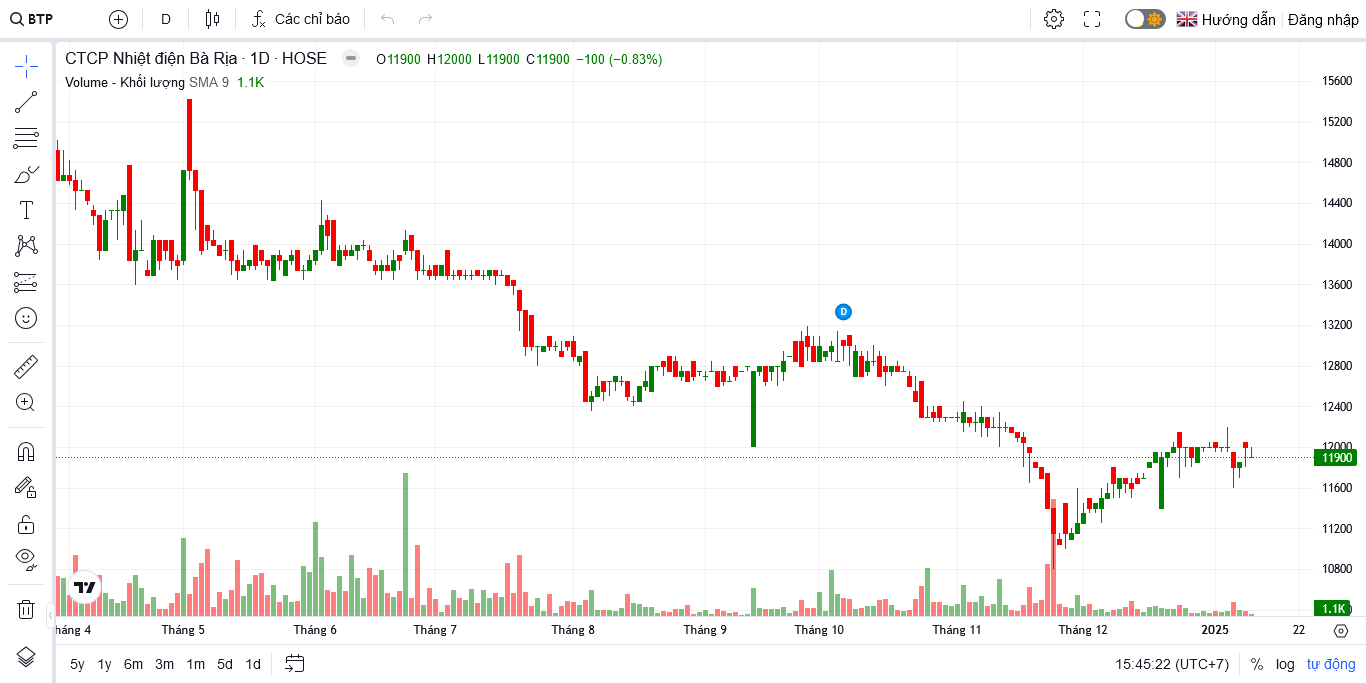 BTP D Các chỉ báo Hướng dẫn Đăng nhập
CTCP Nhiệt điện Bà Rịa · 1D · HOSE O11900 H12000 L11900 C11900 −100 (−0.83%)
Volume - Khối lượng SMA 9 1.1K
15600
15200
14800
14400
14000
13600
13200
D
12800
12400
12000
11900
11600
11200
10800
1.1K
háng 4 Tháng 5 Tháng 6 Tháng 7 Tháng 8 Tháng 9 Tháng 10 Tháng 11 Tháng 12 2025 22
5y 1y 6m 3m 1m 5d 1d 15:45:22 (UTC+7) % log tự động